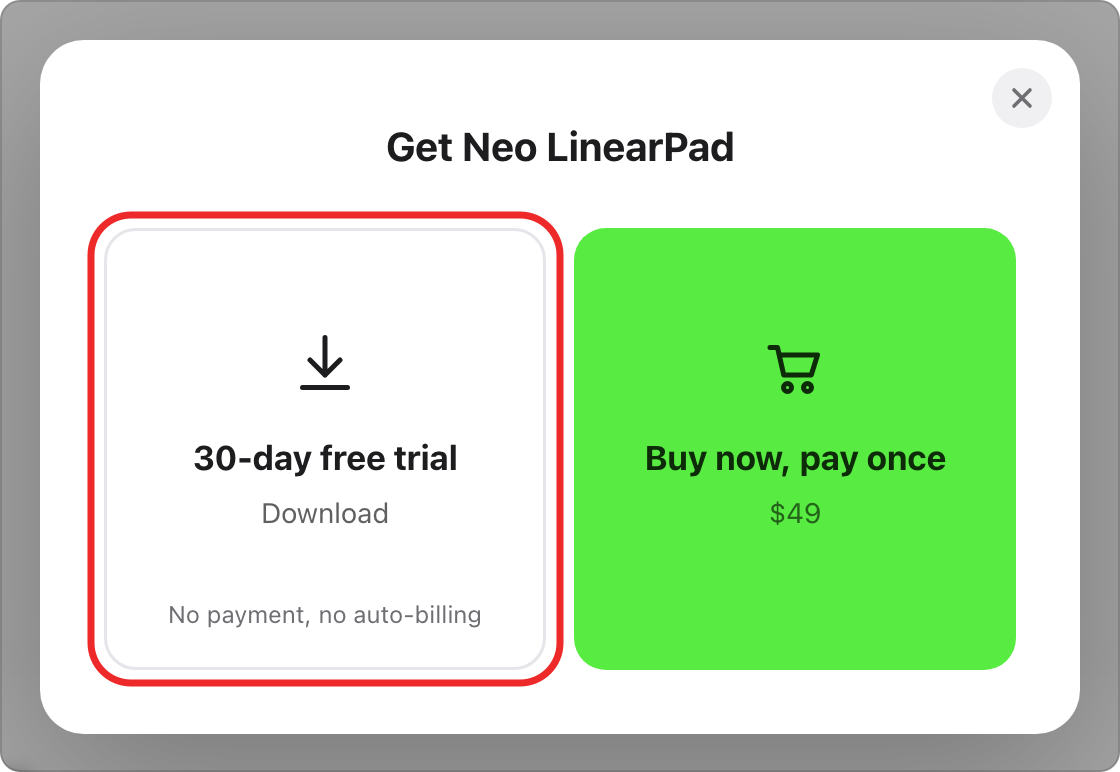 Get Neo LinearPad
30-day free trial
Download
No payment, no auto-billing
Buy now, pay once
$49